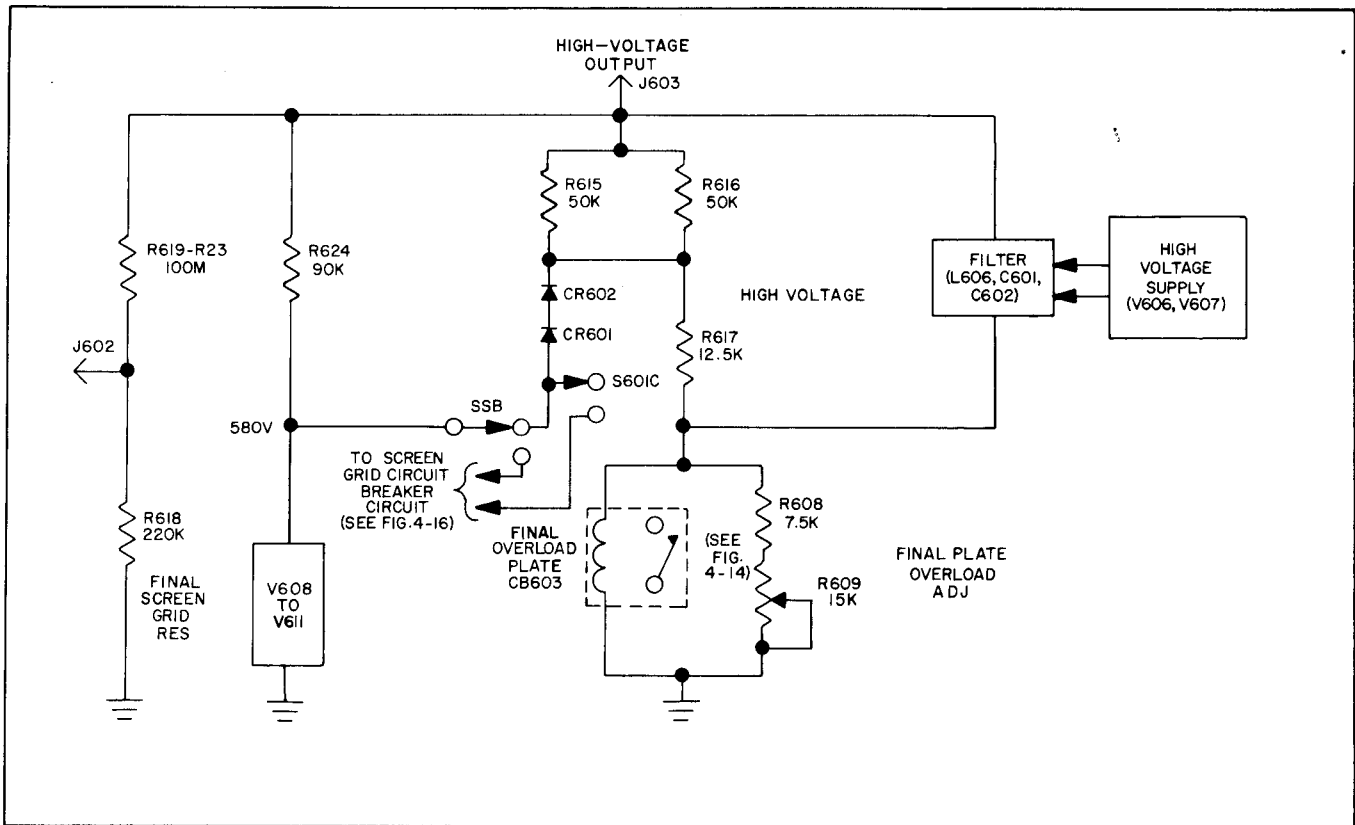 HIGH-VOLTAGE
OUTPUT
J603
R615
50K
R616
50K
R619-R23
100M
R624
90K
FILTER
(L606, C601,
C602)
HIGH
VOLTAGE
SUPPLY
(V606, V607)
CR602
HIGH VOLTAGE
CR601
R617
12.5K
J602
S601C
SSB
580V
TO SCREEN
GRID CIRCUIT
BREAKER
CIRCUIT
(SEE FIG. 4-16)
R618
220K
FINAL
SCREEN
GRID
RES
V608
TO
V611
FINAL
OVERLOAD
PLATE
CB603
(SEE
FIG.
4-14)
R608
7.5K
R609
15K
FINAL PLATE
OVERLOAD
ADJ